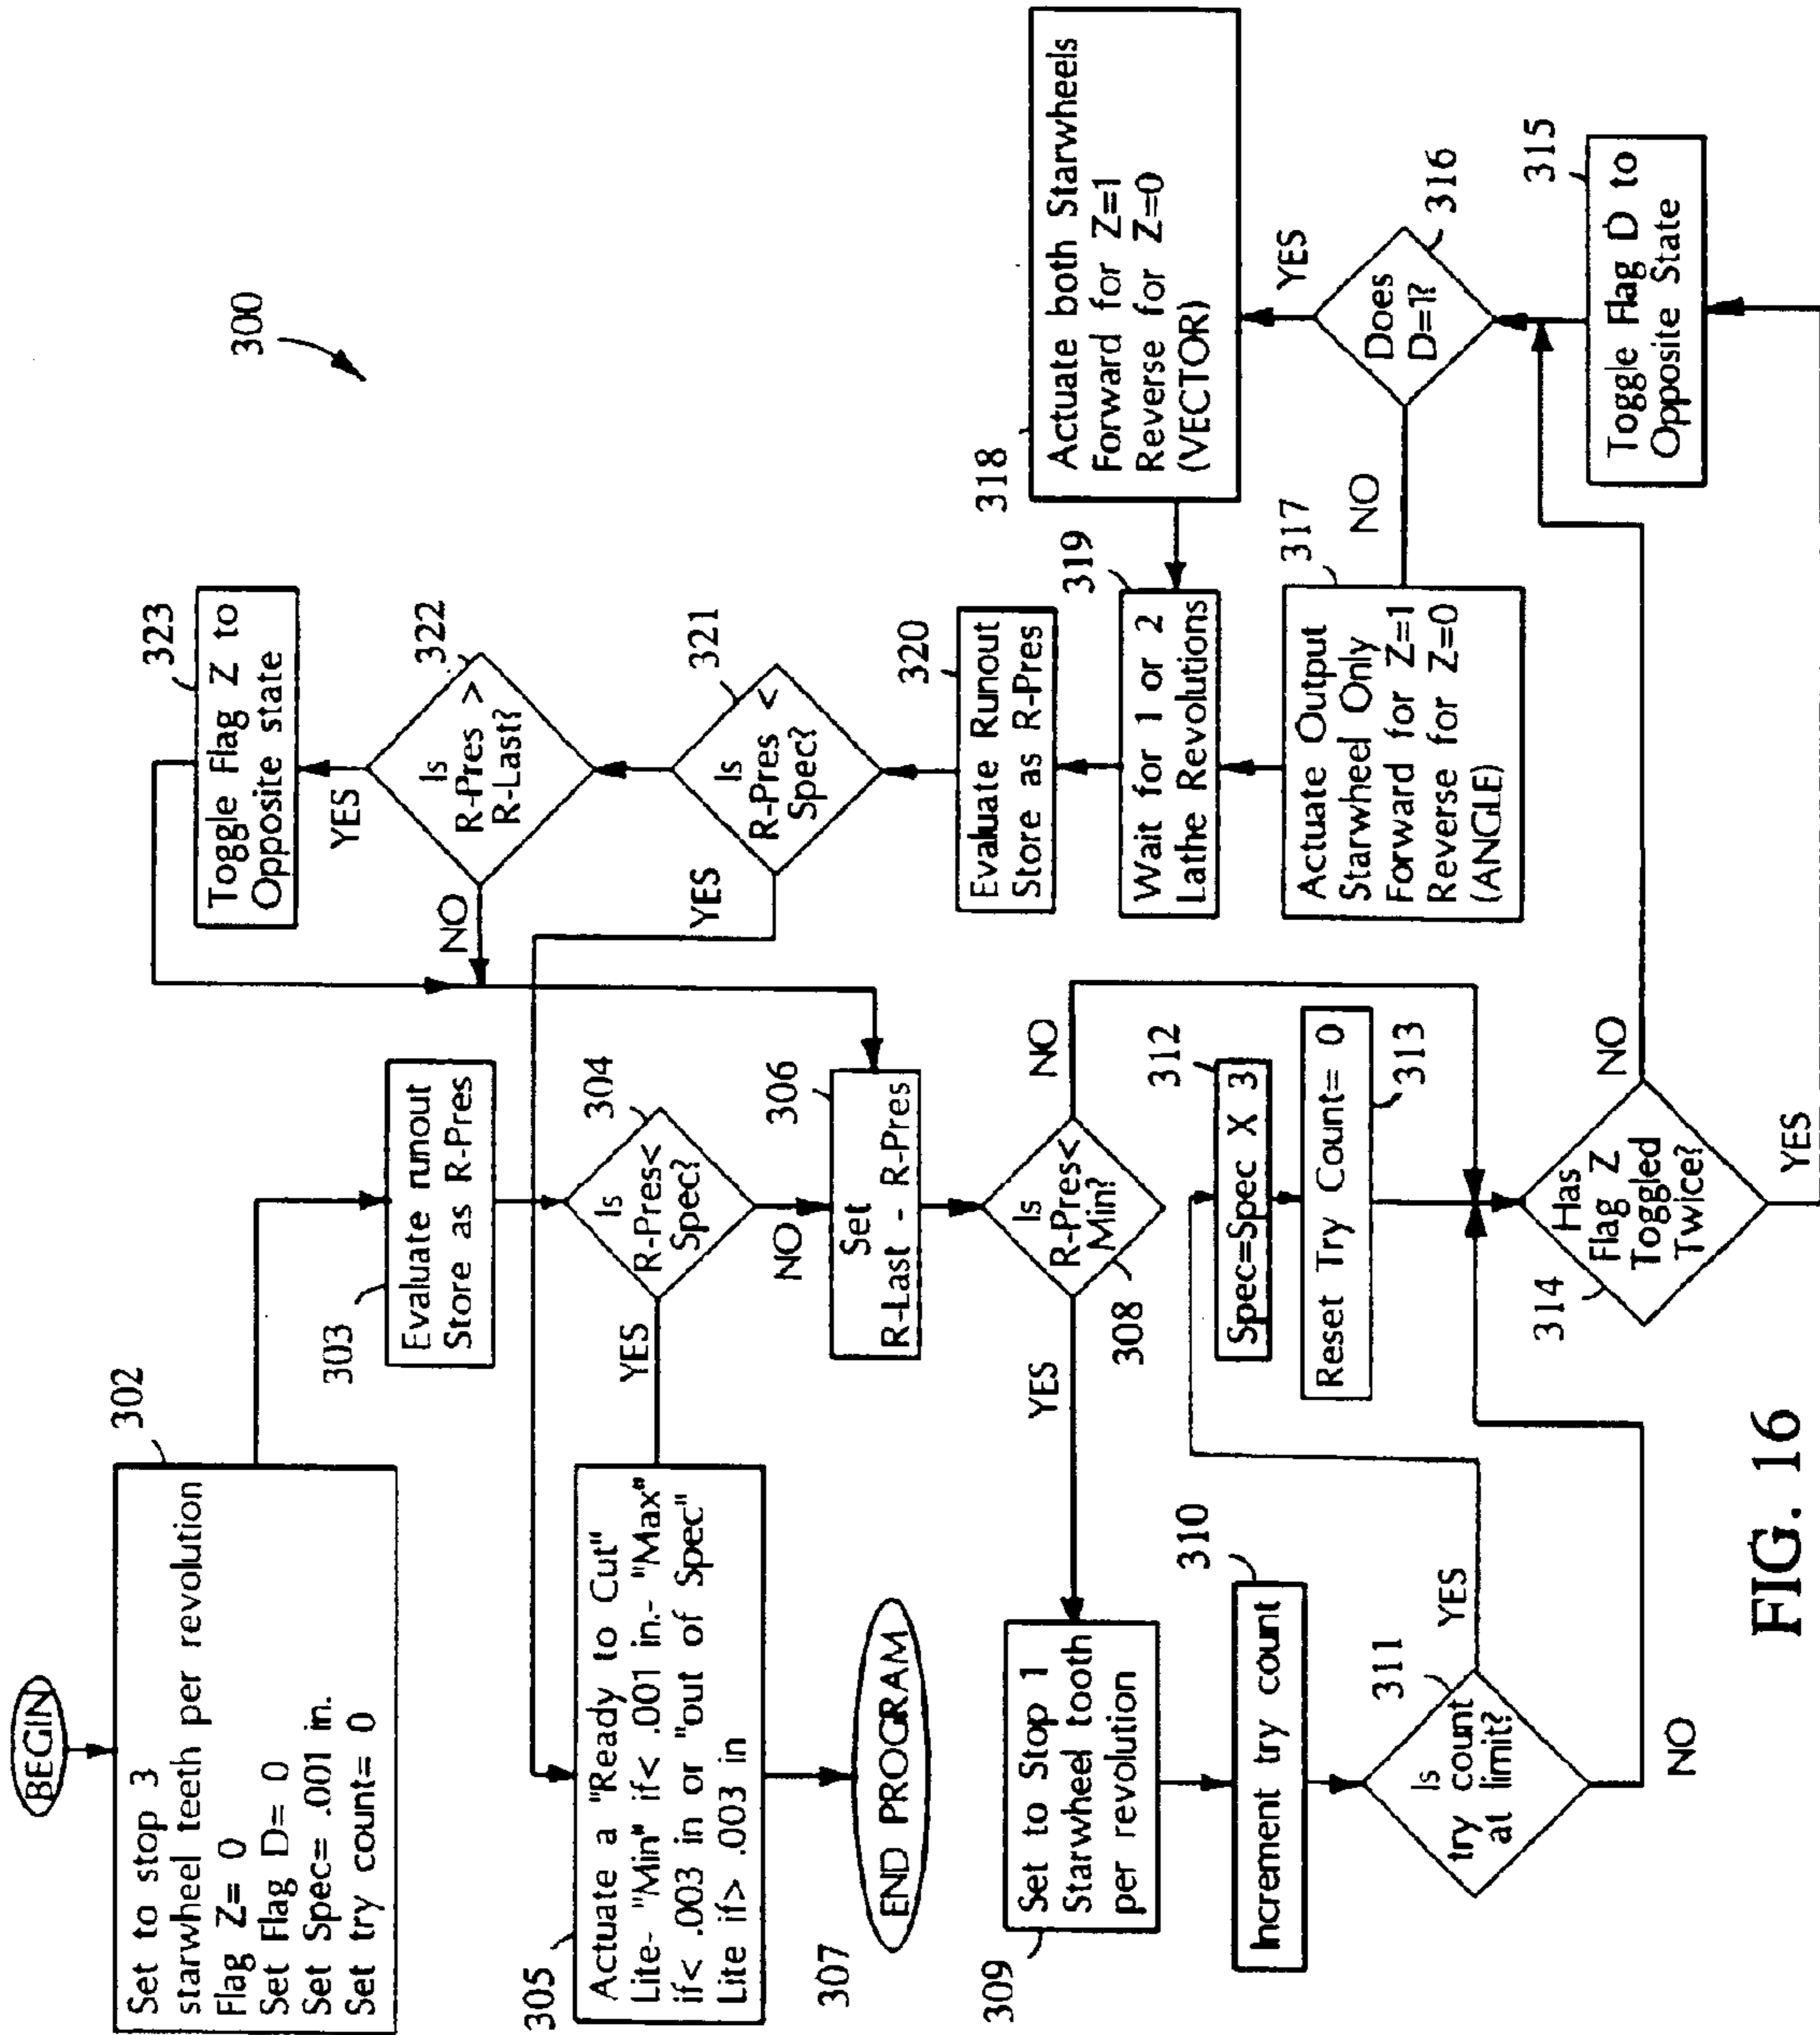 BEGIN
302
Set to stop 3
starwheel teeth per revolution
Flag Z= 0
Set Flag D= 0
Set Spec= .001 in.
Set try count= 0
303
Evaluate runout
Store as R-Pres
304
Is
R-Pres<
Spec?
YES
NO
305
Actuate a "Ready to Cut"
Lite- "Min" if< .001 in.- "Max"
if< .003 in or "out of Spec"
Lite if> .003 in
307
END PROGRAM
306
Set
R-Last - R-Pres
308
Is
R-Pres<
Min?
YES
NO
309
Set to Stop 1
Starwheel tooth
per revolution
310
Increment try count
311
Is
try count
at limit?
YES
NO
312
Spec=Spec X 3
313
Reset Try Count= 0
314
Has
Flag Z
Toggled
Twice?
NO
YES
315
Toggle Flag D to
Opposite State
316
Does
D=1?
YES
NO
317
Actuate Output
Starwheel Only
Forward for Z=1
Reverse for Z=0
(ANGLE)
318
Actuate both Starwheels
Forward for Z=1
Reverse for Z=0
(VECTOR)
319
Wait for 1 or 2
Lathe Revolutions
320
Evaluate Runout
Store as R-Pres
321
Is
R-Pres <
Spec?
YES
322
Is
R-Pres >
R-Last?
YES
NO
323
Toggle Flag Z to
Opposite state
300
FIG. 16